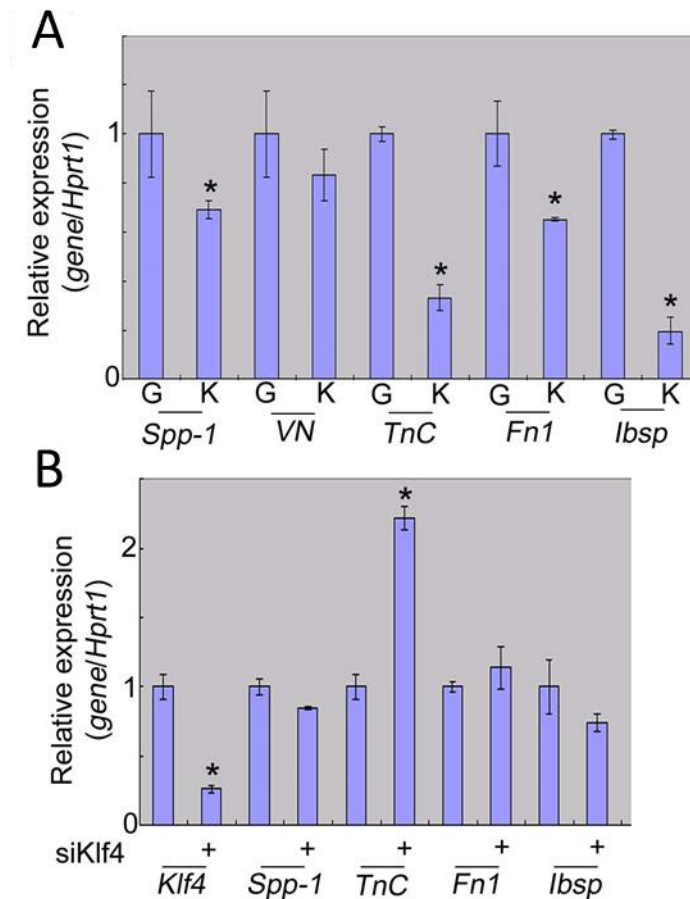 A
Relative expression
(gene/Hprt1)
1
0
* * * *
G K G K G K G K G K
Spp-1 VN TnC Fn1 Ibsp
B
Relative expression
(gene/Hprt1)
2
1
0
* *
siKlf4 + + + + +
Klf4 Spp-1 TnC Fn1 Ibsp